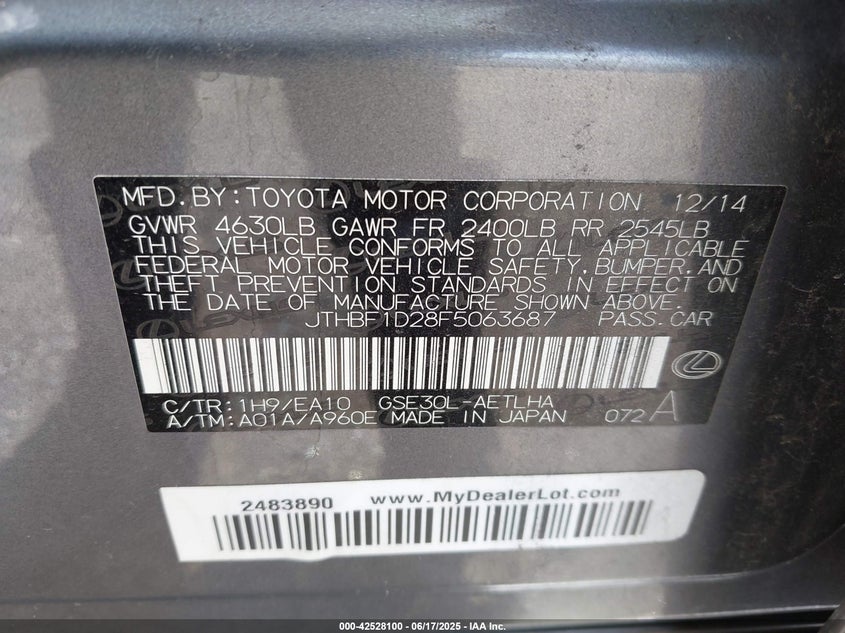 MFD.BY:TOYOTA MOTOR CORPORATION 12/14
GVWR 4630LB GAWR FR 2400LB RR 2545LB
THIS VEHICLE CONFORMS TO ALL APPLICABLE
FEDERAL MOTOR VEHICLE SAFETY,BUMPER,AND
THEFT PREVENTION STANDARDS IN EFFECT ON
THE DATE OF MANUFACTURE SHOWN ABOVE.
JTHBF1D28F5063687 PASS.CAR
C/TR:1H9/EA10 GSE30L-AETLHA
A/TM:A01A/A960E MADE IN JAPAN 072 A
2483890 www.MyDealerLot.com
000-42528100 - 06/17/2025 - IAA Inc.